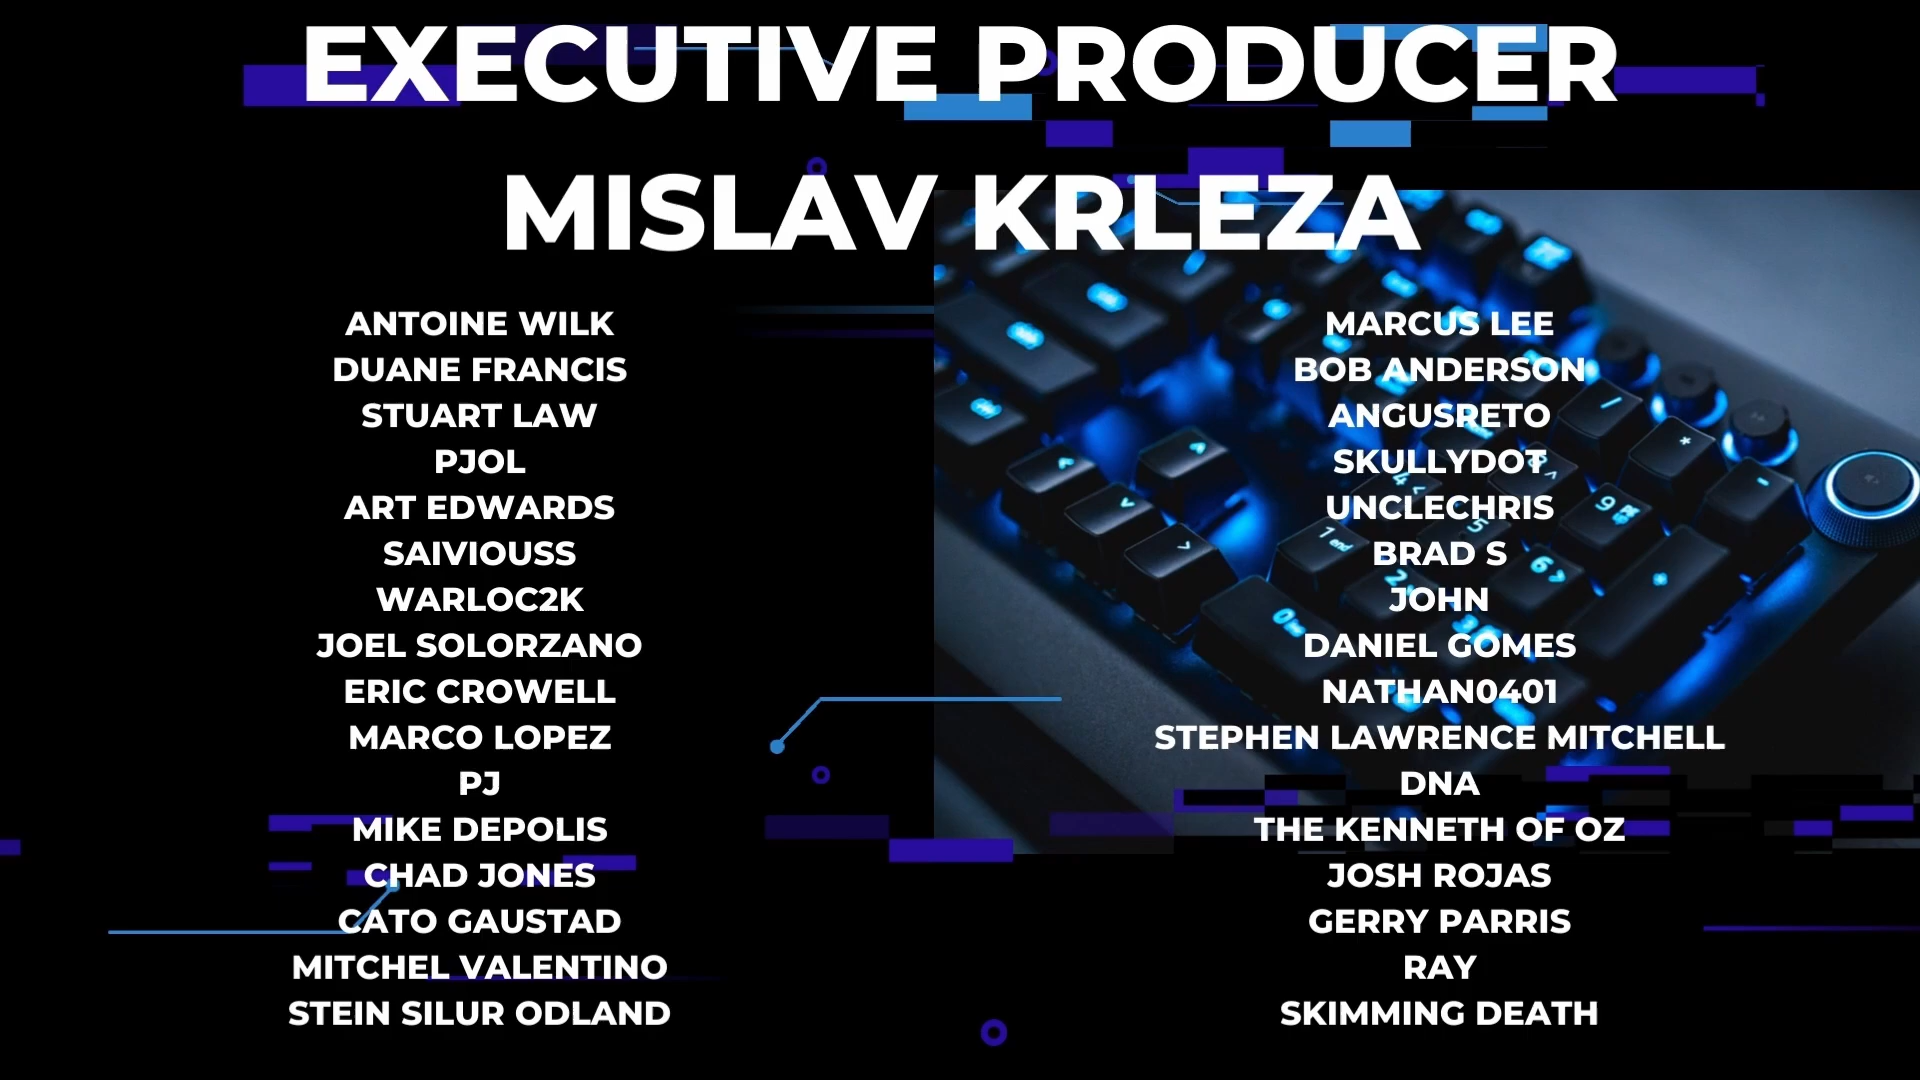 EXECUTIVE PRODUCER
MISLAV KRLEZA
ANTOINE WILK
DUANE FRANCIS
STUART LAW
PJOL
ART EDWARDS
SAIVIOUSS
WARLOC2K
JOEL SOLORZANO
ERIC CROWELL
MARCO LOPEZ
PJ
MIKE DEPOLIS
CHAD JONES
CATO GAUSTAD
MITCHEL VALENTINO
STEIN SILUR ODLAND
MARCUS LEE
BOB ANDERSON
ANGUSRETO
SKULLYDOT
UNCLECHRIS
BRAD S
JOHN
DANIEL GOMES
NATHAN0401
STEPHEN LAWRENCE MITCHELL
DNA
THE KENNETH OF OZ
JOSH ROJAS
GERRY PARRIS
RAY
SKIMMING DEATH